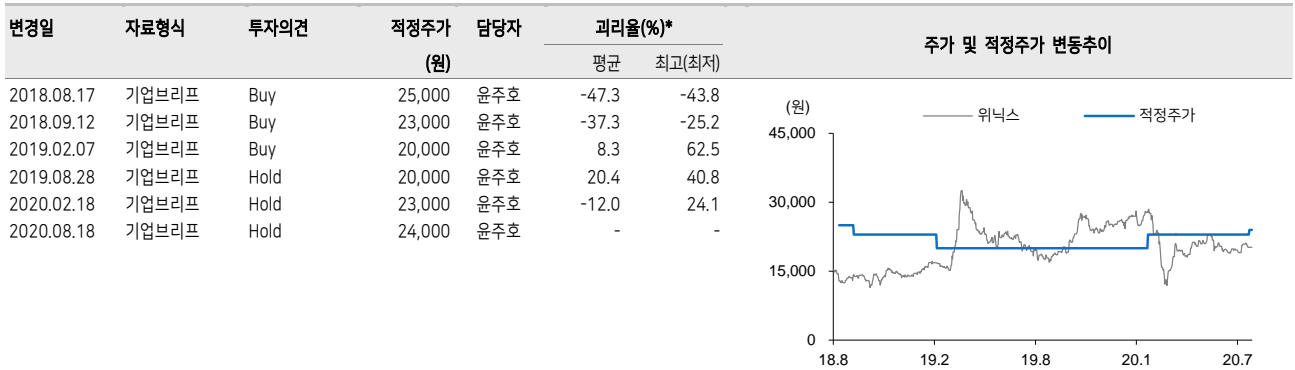 변경일 자료형식 투자의견 적정주가 담당자 괴리율(%)*
(원) 평균 최고(최저)
2018.08.17 기업브리프 Buy 25,000 윤주호 -47.3 -43.8
2018.09.12 기업브리프 Buy 23,000 윤주호 -37.3 -25.2
2019.02.07 기업브리프 Buy 20,000 윤주호 8.3 62.5
2019.08.28 기업브리프 Hold 20,000 윤주호 20.4 40.8
2020.02.18 기업브리프 Hold 23,000 윤주호 -12.0 24.1
2020.08.18 기업브리프 Hold 24,000 윤주호 - -
주가 및 적정주가 변동추이
(원) 위닉스 적정주가
45,000
30,000
15,000
0
18.8 19.2 19.8 20.1 20.7